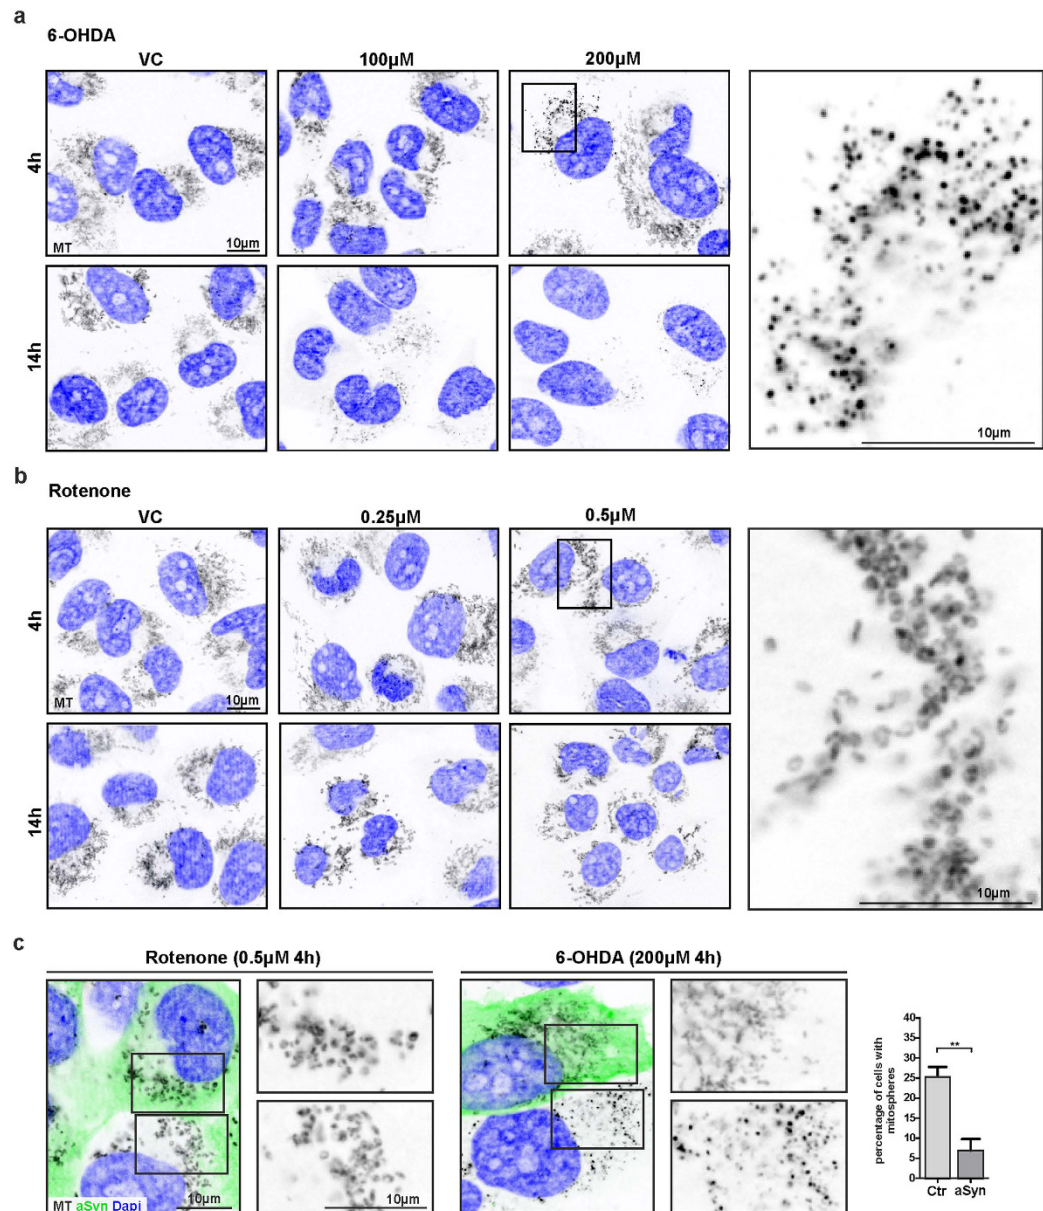 a
6-OHDA
VC 100µM 200µM
4h
MT 10µm
14h
10µm
b
Rotenone
VC 0.25µM 0.5µM
4h
MT 10µm
14h
10µm
c
Rotenone (0.5µM 4h) 6-OHDA (200µM 4h)
MT aSyn Dapi 10µm 10µm
percentage of cells with
mitospheres
40
35
30
25
20
15
10
5
0
**
Ctr aSyn